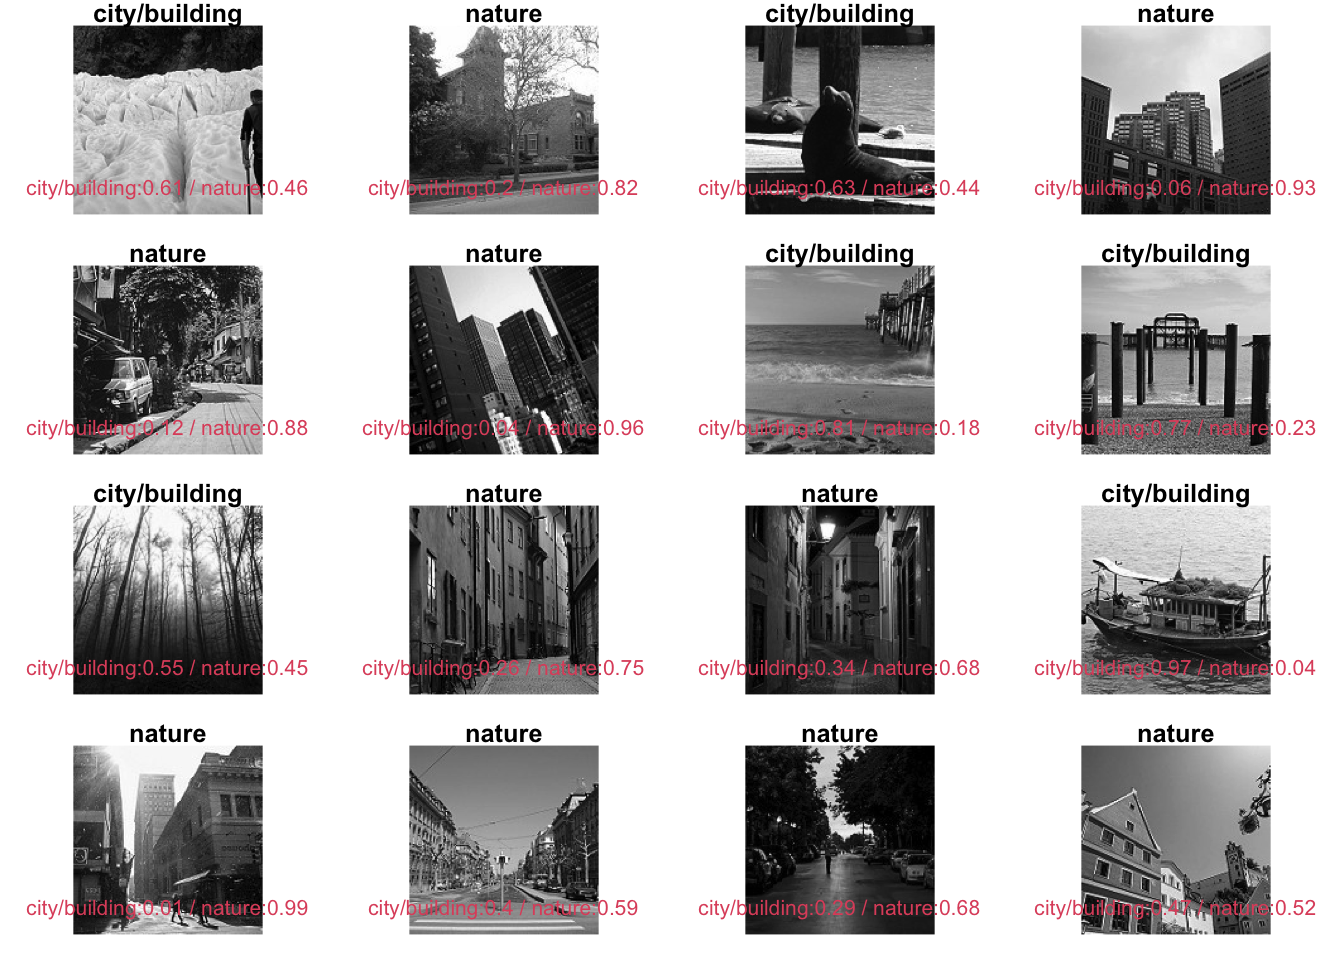 city/building
nature
city/building
nature
city/building:0.61 / nature:0.46
city/building:0.2 / nature:0.82
city/building:0.63 / nature:0.44
city/building:0.06 / nature:0.93
nature
nature
city/building
city/building
city/building:0.12 / nature:0.88
city/building:0.04 / nature:0.96
city/building:0.81 / nature:0.18
city/building:0.77 / nature:0.23
city/building
nature
nature
city/building
city/building:0.55 / nature:0.45
city/building:0.26 / nature:0.75
city/building:0.34 / nature:0.68
city/building:0.97 / nature:0.04
nature
nature
nature
nature
city/building:0.01 / nature:0.99
city/building:0.4 / nature:0.59
city/building:0.29 / nature:0.68
city/building:0.47 / nature:0.52